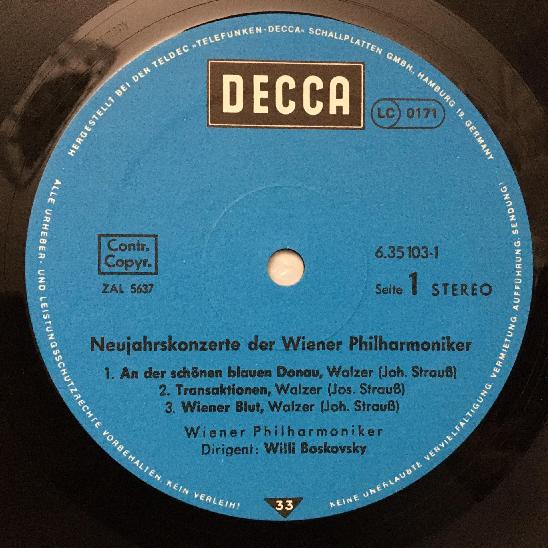 HERGESTELLT BEI DEN TELDEC »TELEFUNKEN-DECCA« SCHALLPLATTEN GMBH., HAMBURG 19, GERMANY
DECCA
LC 0171
Contr.
Copyr.
ZAL 5637
6.35103-1
Seite 1 STEREO
Neujahrskonzerte der Wiener Philharmoniker
1. An der schönen blauen Donau, Walzer (Joh. Strauß)
2. Transaktionen, Walzer (Jos. Strauß)
3. Wiener Blut, Walzer (Joh. Strauß)
Wiener Philharmoniker
Dirigent: Willi Boskovsky
33
ALLE URHEBER- UND LEISTUNGSSCHUTZRECHTE VORBEHALTEN. KEIN VERLEIH!
KEINE UNERLAUBTE VERVIELFÄLTIGUNG, VERMIETUNG, AUFFÜHRUNG, SENDUNG!